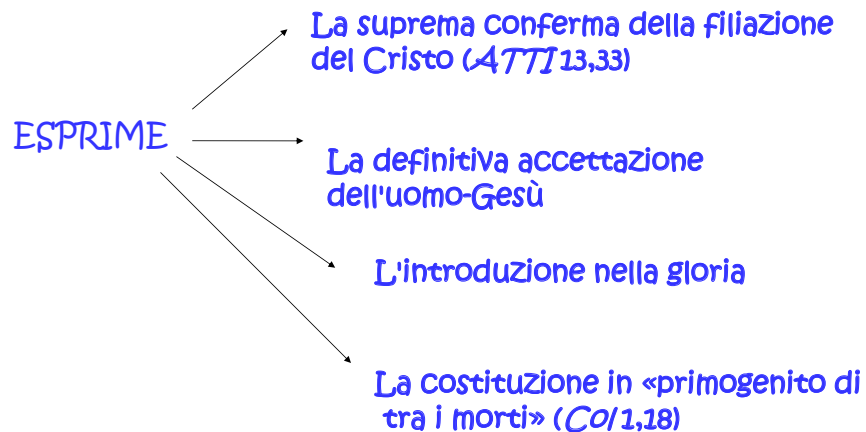 La suprema conferma della filiazione
del Cristo (ATTI 13,33)
ESPRIME
La definitiva accettazione
dell'uomo-Gesù
L'introduzione nella gloria
La costituzione in «primogenito di
tra i morti» (Col 1,18)